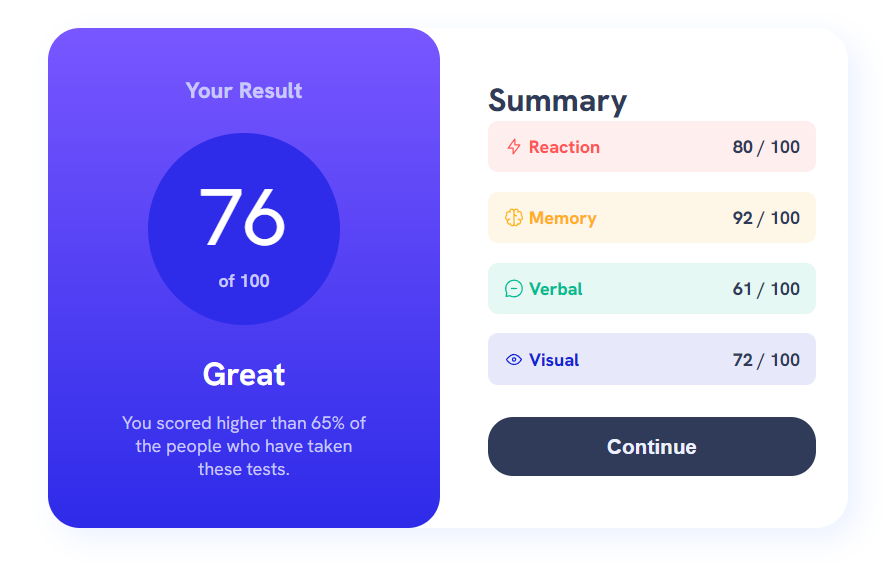 Your Result
76
of 100
Great
You scored higher than 65% of
the people who have taken
these tests.
Summary
Reaction 80 / 100
Memory 92 / 100
Verbal 61 / 100
Visual 72 / 100
Continue